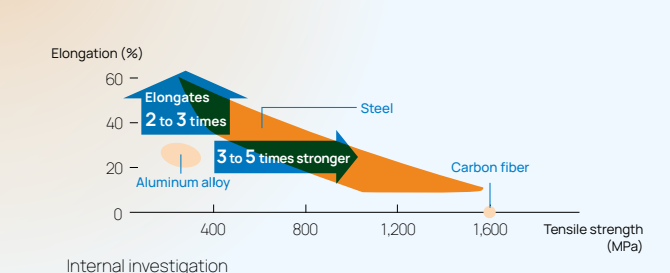 Elongation (%)
60
Elongates
2 to 3 times
Steel
40
3 to 5 times stronger
20
Carbon fiber
Aluminum alloy
0
400
800
1,200
1,600
Tensile strength
(MPa)
Internal investigation